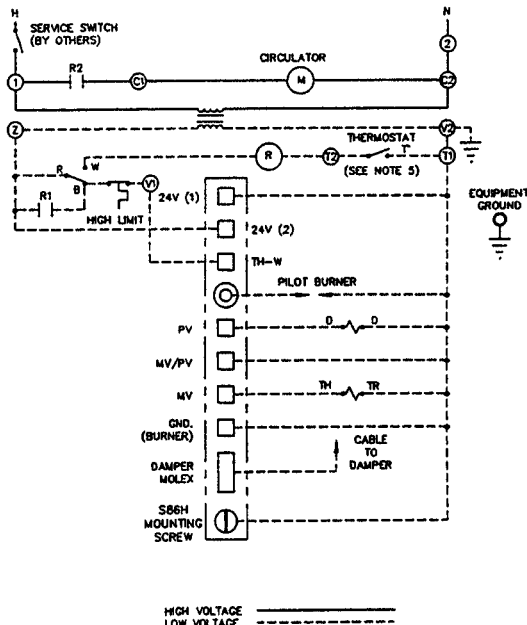 H
N
SERVICE SWITCH
(BY OTHERS)
2
R2
CIRCULATOR
1
C1
M
C2
Z
V2
THERMOSTAT
W
R
T2
T
T1
R
(SEE NOTE 5)
B
V1
R1
HIGH LIMIT
24V (1)
EQUIPMENT
GROUND
24V (2)
TH-W
PILOT BURNER
PV
D
D
MV/PV
MV
TH
TR
GND.
(BURNER)
CABLE
TO
DAMPER
DAMPER
MOLEX
S86H
MOUNTING
SCREW
HIGH VOLTAGE
LOW VOLTAGE